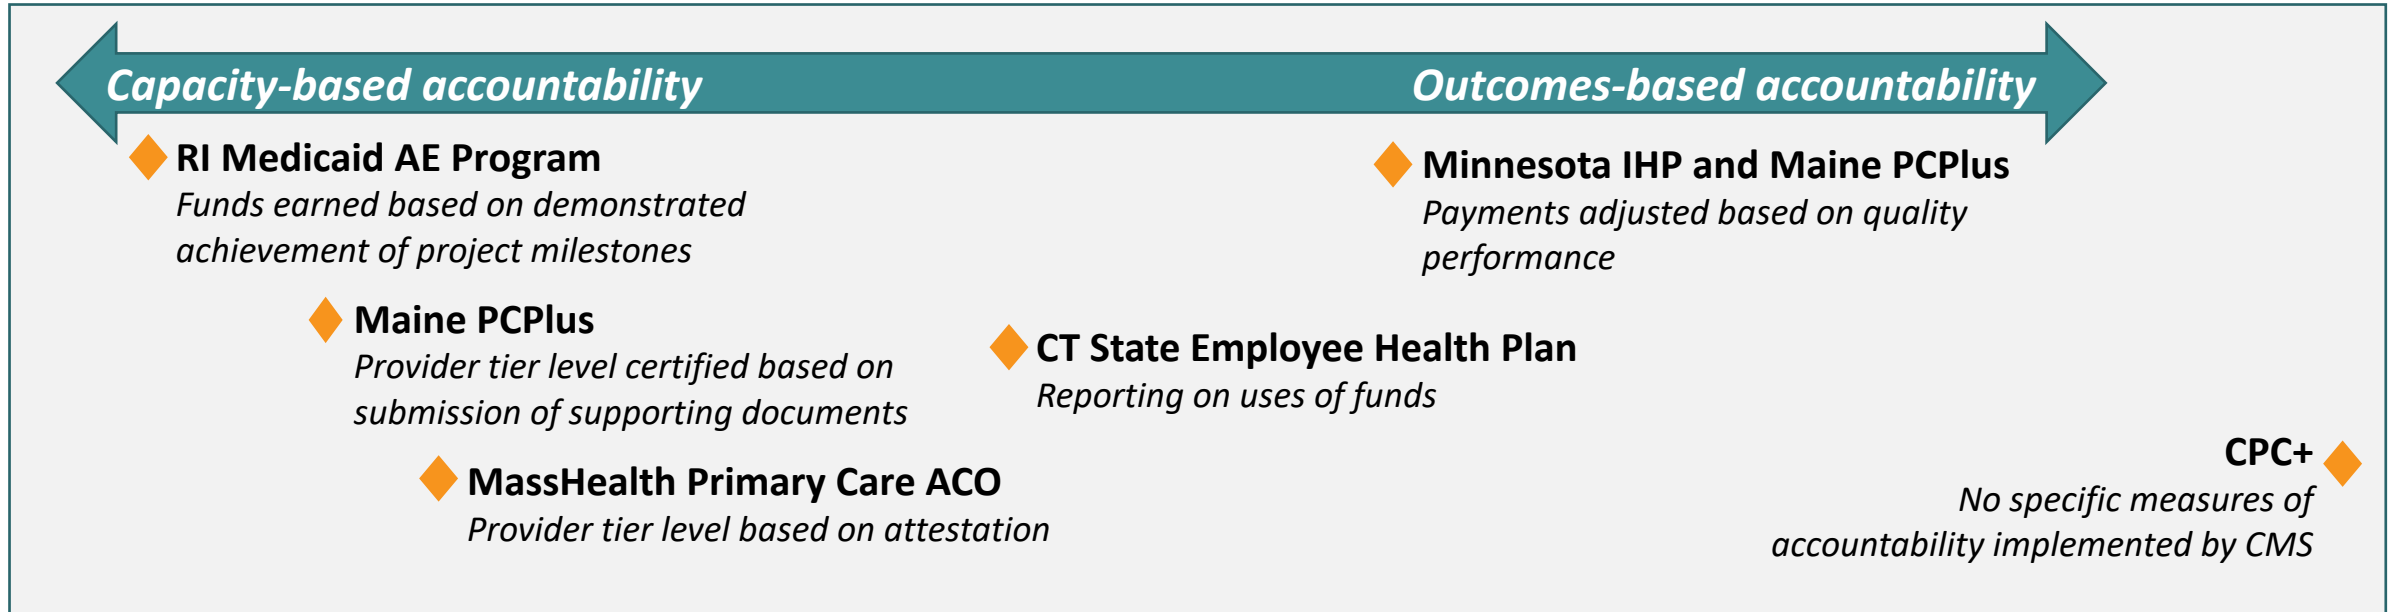 Capacity-based accountability
Outcomes-based accountability
RI Medicaid AE Program
Funds earned based on demonstrated
achievement of project milestones
Minnesota IHP and Maine PCPlus
Payments adjusted based on quality
performance
Maine PCPlus
Provider tier level certified based on
submission of supporting documents
CT State Employee Health Plan
Reporting on uses of funds
MassHealth Primary Care ACO
Provider tier level based on attestation
CPC+
No specific measures of
accountability implemented by CMS